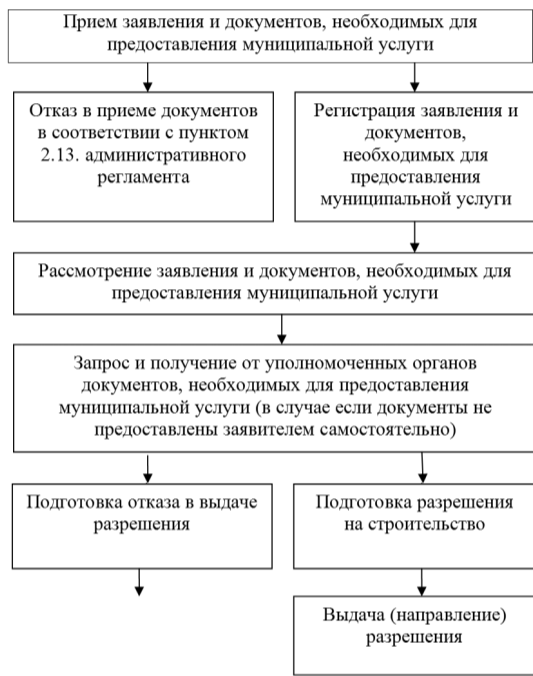 Прием заявления и документов, необходимых для
предоставления муниципальной услуги
Отказ в приеме документов
в соответствии с пунктом
2.13. административного
регламента
Регистрация заявления и
документов,
необходимых для
предоставления
муниципальной услуги
Рассмотрение заявления и документов, необходимых для
предоставления муниципальной услуги
Запрос и получение от уполномоченных органов
документов, необходимых для предоставления
муниципальной услуги (в случае если документы не
предоставлены заявителем самостоятельно)
Подготовка отказа в выдаче
разрешения
Подготовка разрешения
на строительство
Выдача (направление)
разрешения